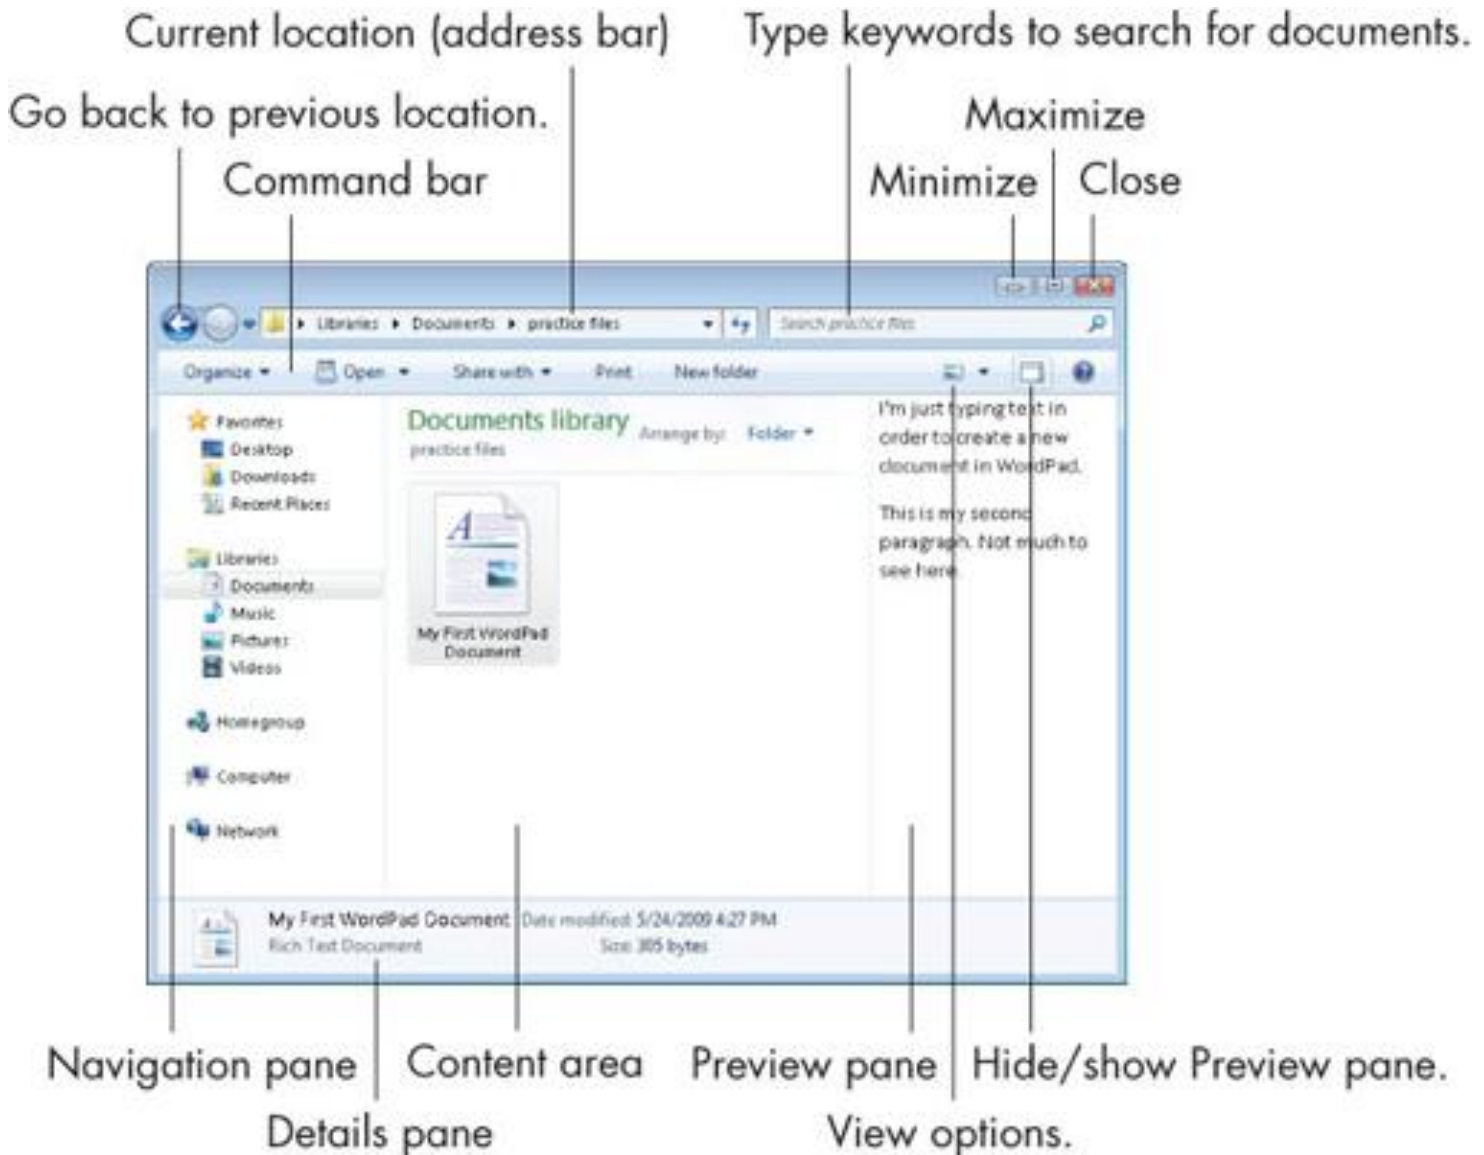 Current location (address bar)
Type keywords to search for documents.
Go back to previous location.
Maximize
Command bar
Minimize
Close
Libraries ▸ Documents ▸ practice files
Search practice files
Organize
Open
Share with
Print
New folder
Favorites
Desktop
Downloads
Recent Places
Libraries
Documents
Music
Pictures
Videos
Homegroup
Computer
Network
Documents library
practice files
Arrange by: Folder
My First WordPad
Document
I'm just typing text in
order to create a new
document in WordPad.
This is my second
paragraph. Not much to
see here.
My First WordPad Document Date modified: 5/24/2009 4:27 PM
Rich Text Document Size: 305 bytes
Navigation pane
Content area
Preview pane
Hide/show Preview pane.
Details pane
View options.